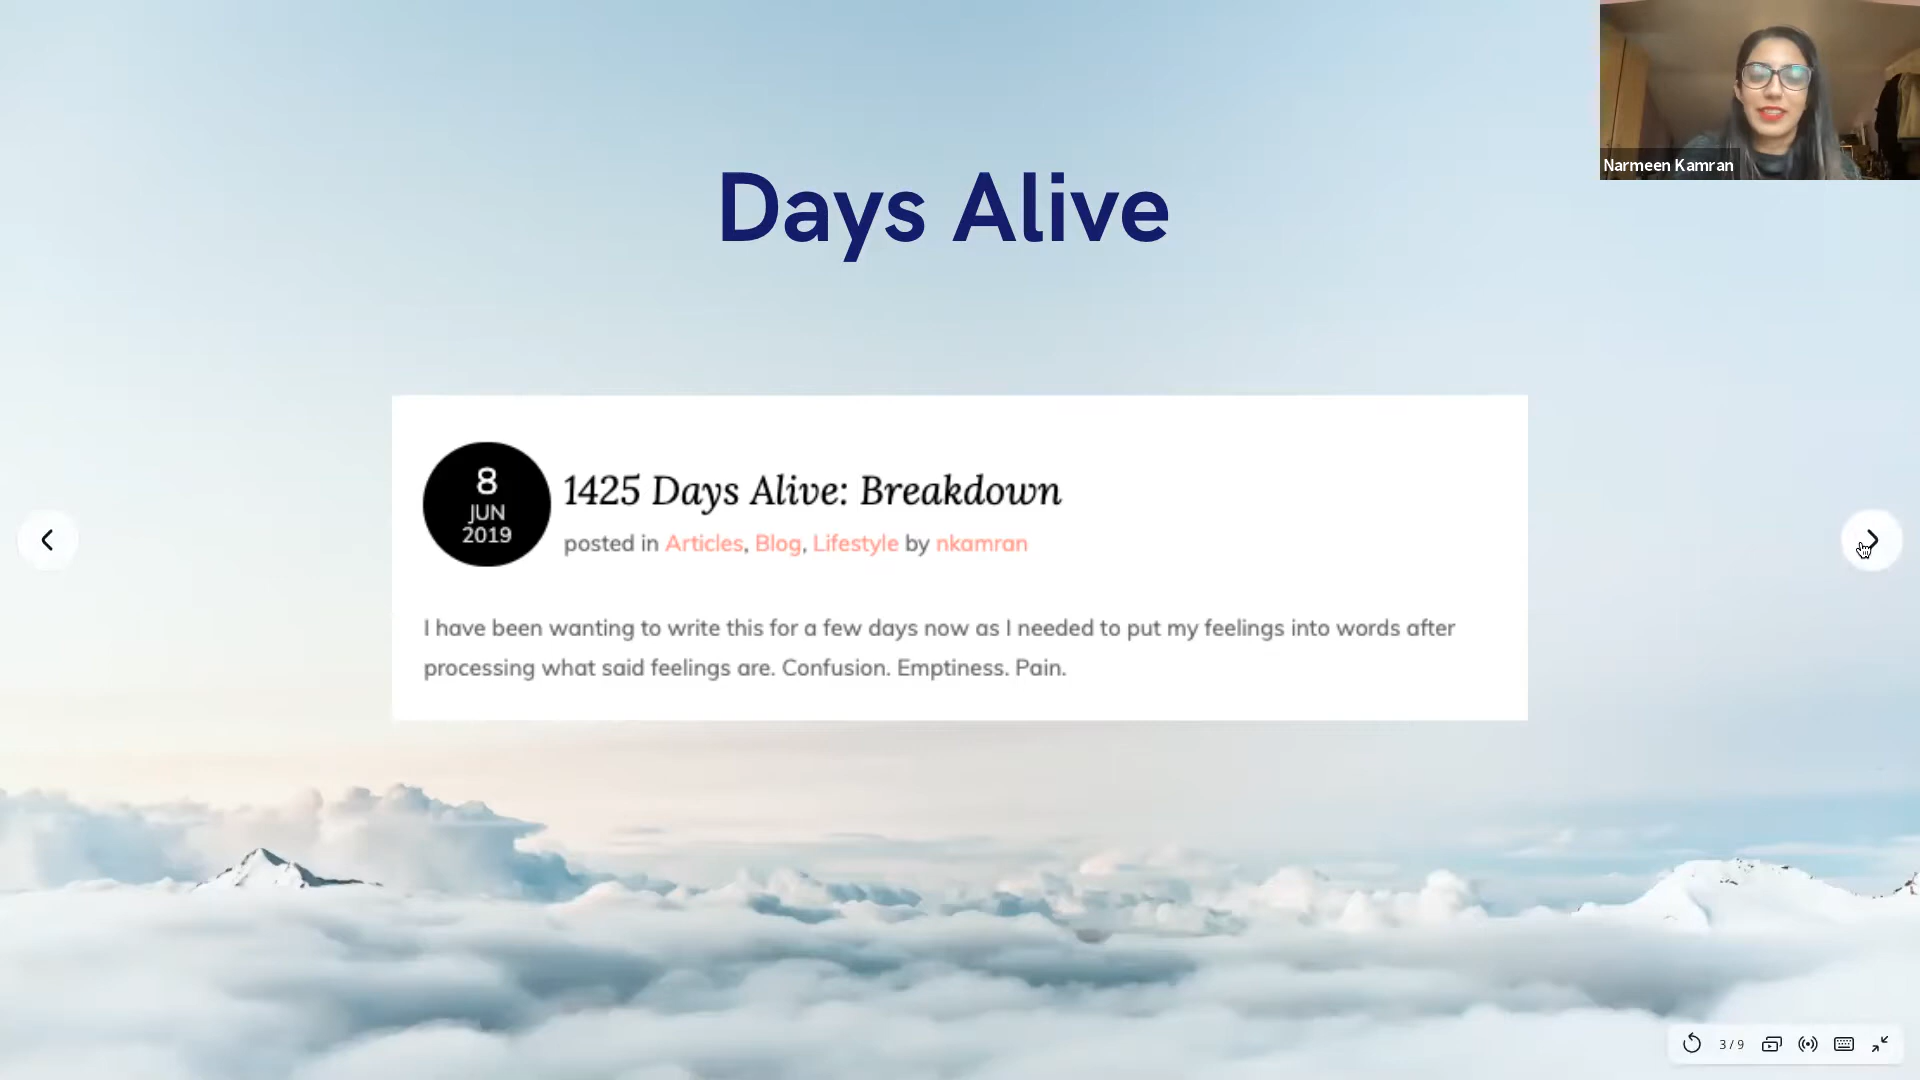 Narmeen Kamran
Days Alive
8
JUN
2019
1425 Days Alive: Breakdown
posted in Articles, Blog, Lifestyle by nkamran
I have been wanting to write this for a few days now as I needed to put my feelings into words after
processing what said feelings are. Confusion. Emptiness. Pain.
3 / 9